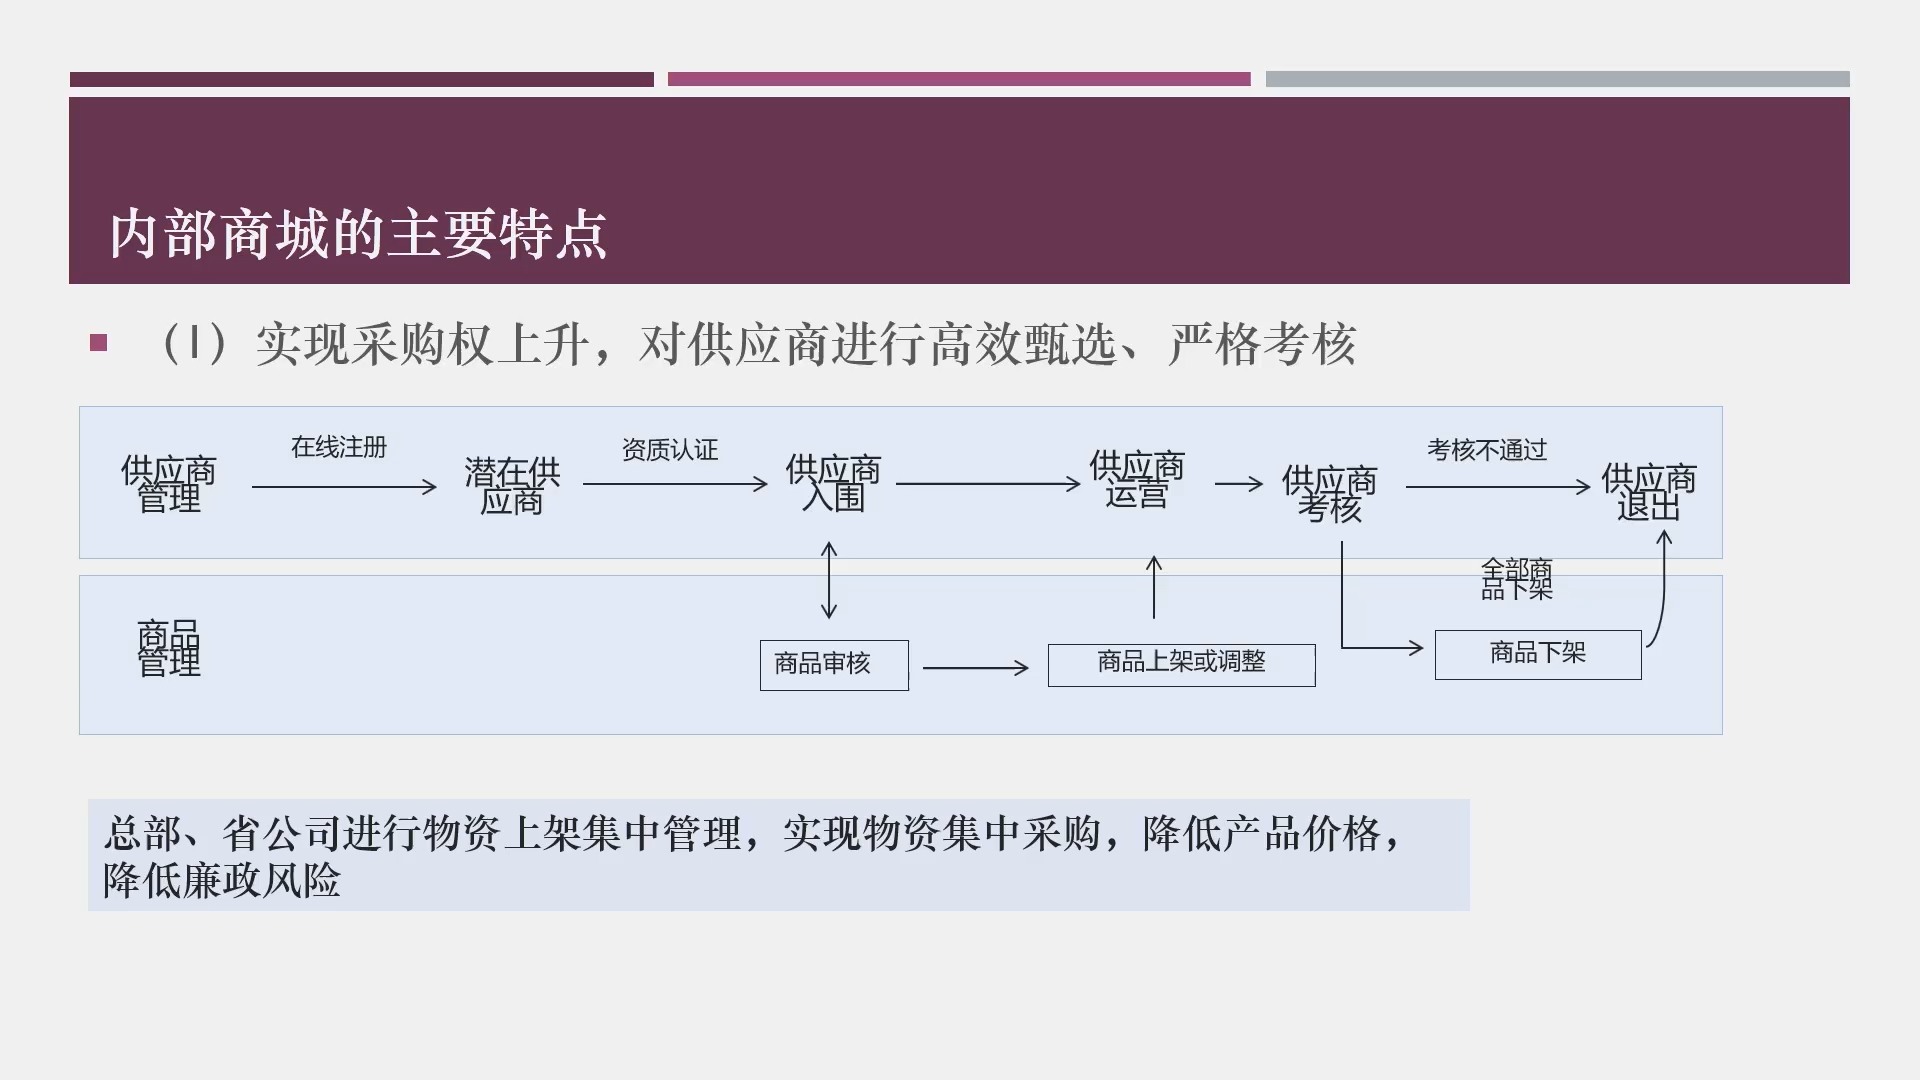 内部商城的主要特点
（1）实现采购权上升，对供应商进行高效甄选、严格考核
供应商
管理
在线注册
潜在供
应商
资质认证
供应商
入围
供应商
运营
供应商
考核
考核不通过
供应商
退出
全部商
品下架
商品
管理
商品审核
商品上架或调整
商品下架
总部、省公司进行物资上架集中管理，实现物资集中采购，降低产品价格，
降低廉政风险